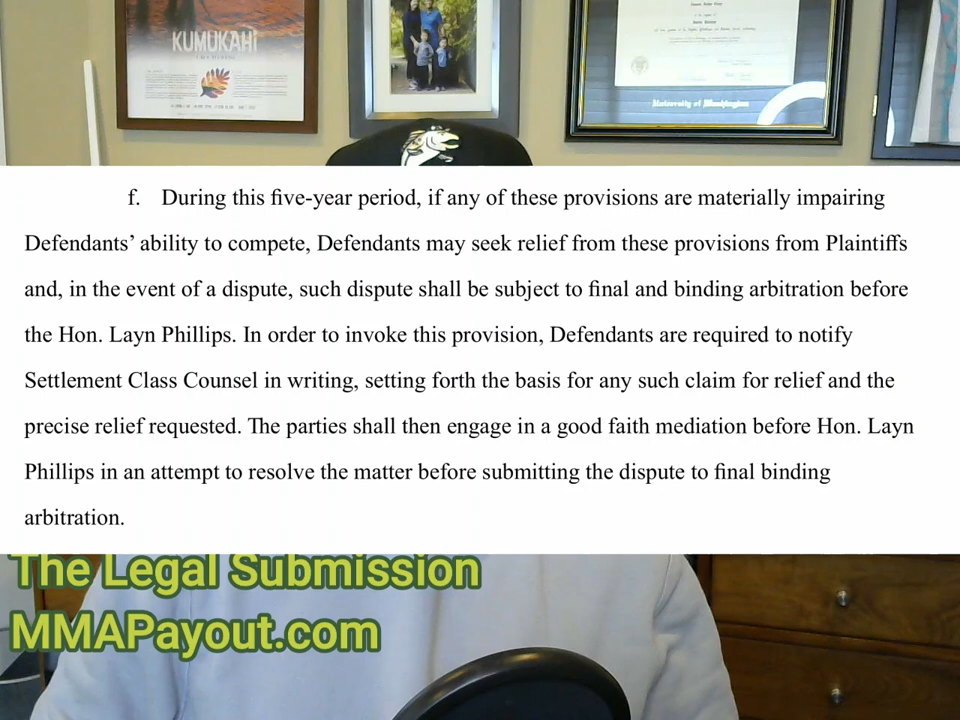 KUMUKAHI
University of Washington
f. During this five-year period, if any of these provisions are materially impairing
Defendants’ ability to compete, Defendants may seek relief from these provisions from Plaintiffs
and, in the event of a dispute, such dispute shall be subject to final and binding arbitration before
the Hon. Layn Phillips. In order to invoke this provision, Defendants are required to notify
Settlement Class Counsel in writing, setting forth the basis for any such claim for relief and the
precise relief requested. The parties shall then engage in a good faith mediation before Hon. Layn
Phillips in an attempt to resolve the matter before submitting the dispute to final binding
arbitration.
The Legal Submission
MMAPayout.com